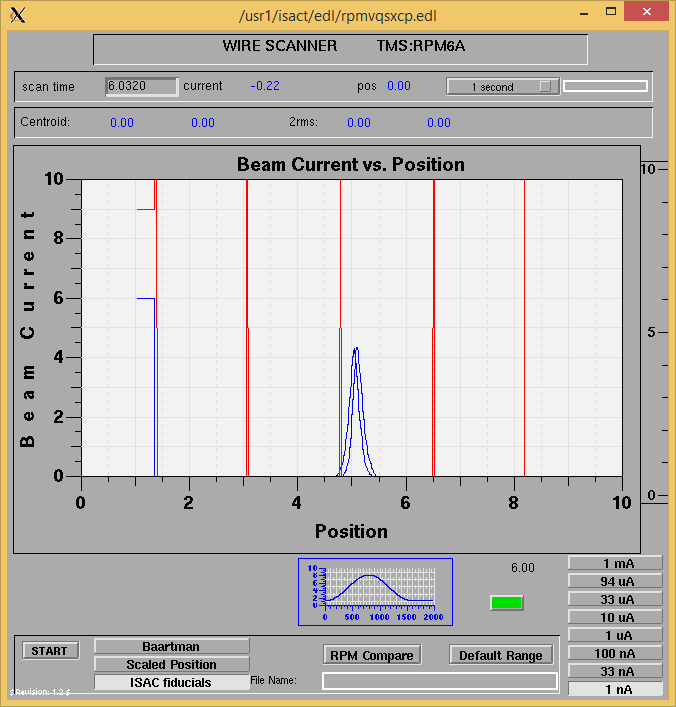 /usr1/isact/edl/rpmvqsxcp.edl
WIRE SCANNER TMS:RPM6A
scan time 6.0320 current -0.22 pos 0.00 1 second
Centroid: 0.00 0.00 2rms: 0.00 0.00
Beam Current vs. Position
10
8
6
4
2
0
Beam Current
0 2 4 6 8 10
Position
10
5
0
10
8
6
4
2
0
0 500 1000 1500 2000
6.00
1 mA
94 uA
33 uA
10 uA
1 uA
100 nA
33 nA
1 nA
START
Baartman
Scaled Position
ISAC fiducials
RPM Compare
Default Range
File Name:
$Revision: 1.2 $